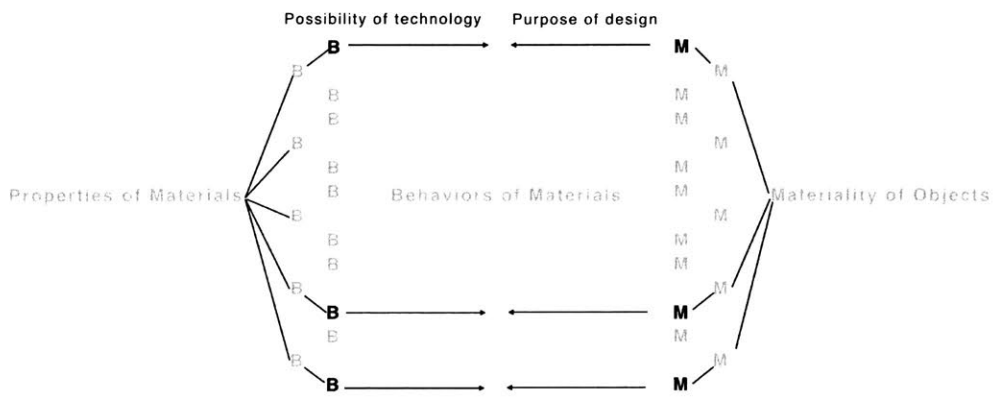 Possibility of technology Purpose of design
B M
B M
B M
B M
B M
B M
Properties of Materials B Behaviors of Materials M Materiality of Objects
B M
B M
B M
B M
B M
B M
B M
B M